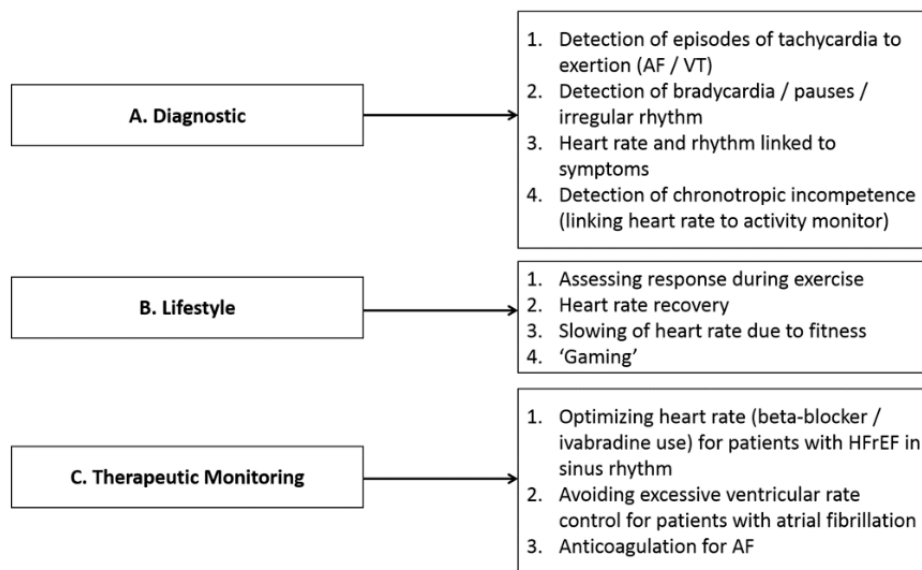 A. Diagnostic
1. Detection of episodes of tachycardia to
exertion (AF / VT)
2. Detection of bradycardia / pauses /
irregular rhythm
3. Heart rate and rhythm linked to
symptoms
4. Detection of chronotropic incompetence
(linking heart rate to activity monitor)
B. Lifestyle
1. Assessing response during exercise
2. Heart rate recovery
3. Slowing of heart rate due to fitness
4. ‘Gaming’
C. Therapeutic Monitoring
1. Optimizing heart rate (beta-blocker /
ivabradine use) for patients with HFrEF in
sinus rhythm
2. Avoiding excessive ventricular rate
control for patients with atrial fibrillation
3. Anticoagulation for AF